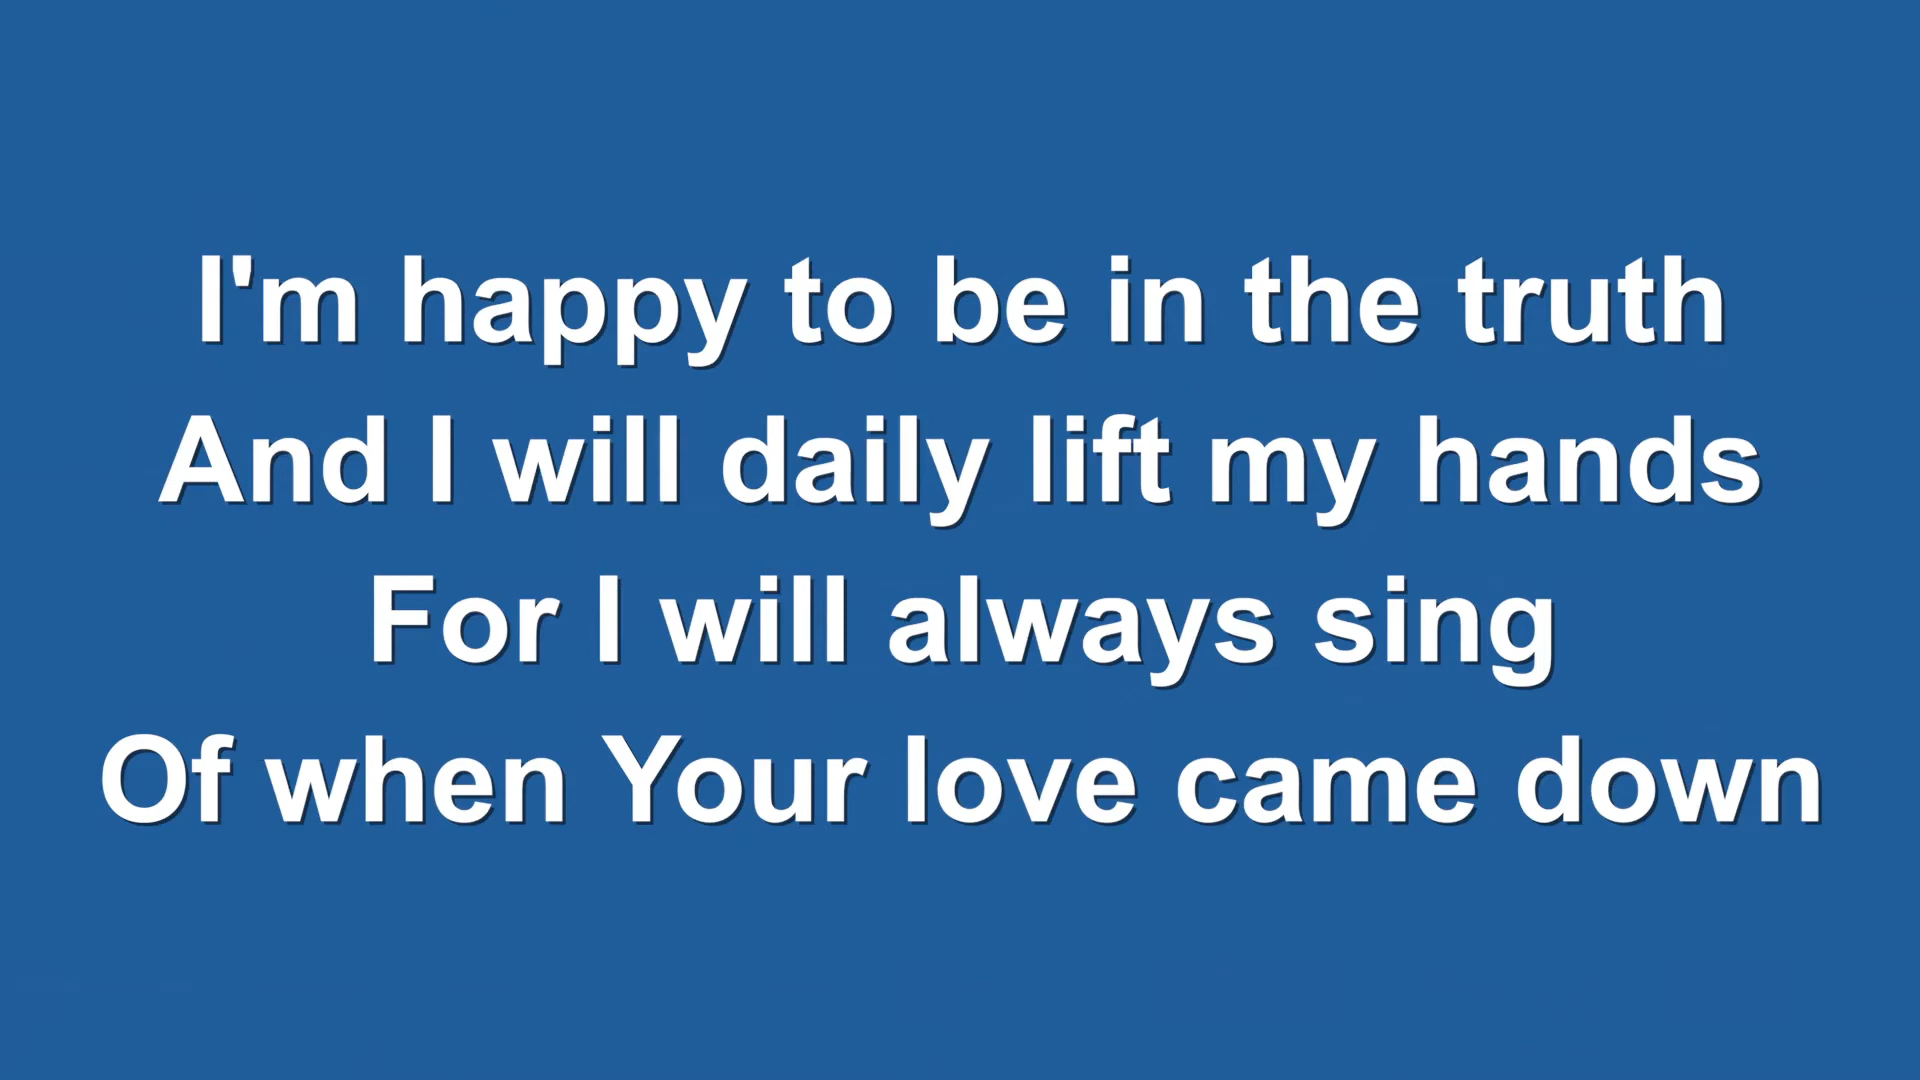 I'm happy to be in the truth
And I will daily lift my hands
For I will always sing
Of when Your love came down